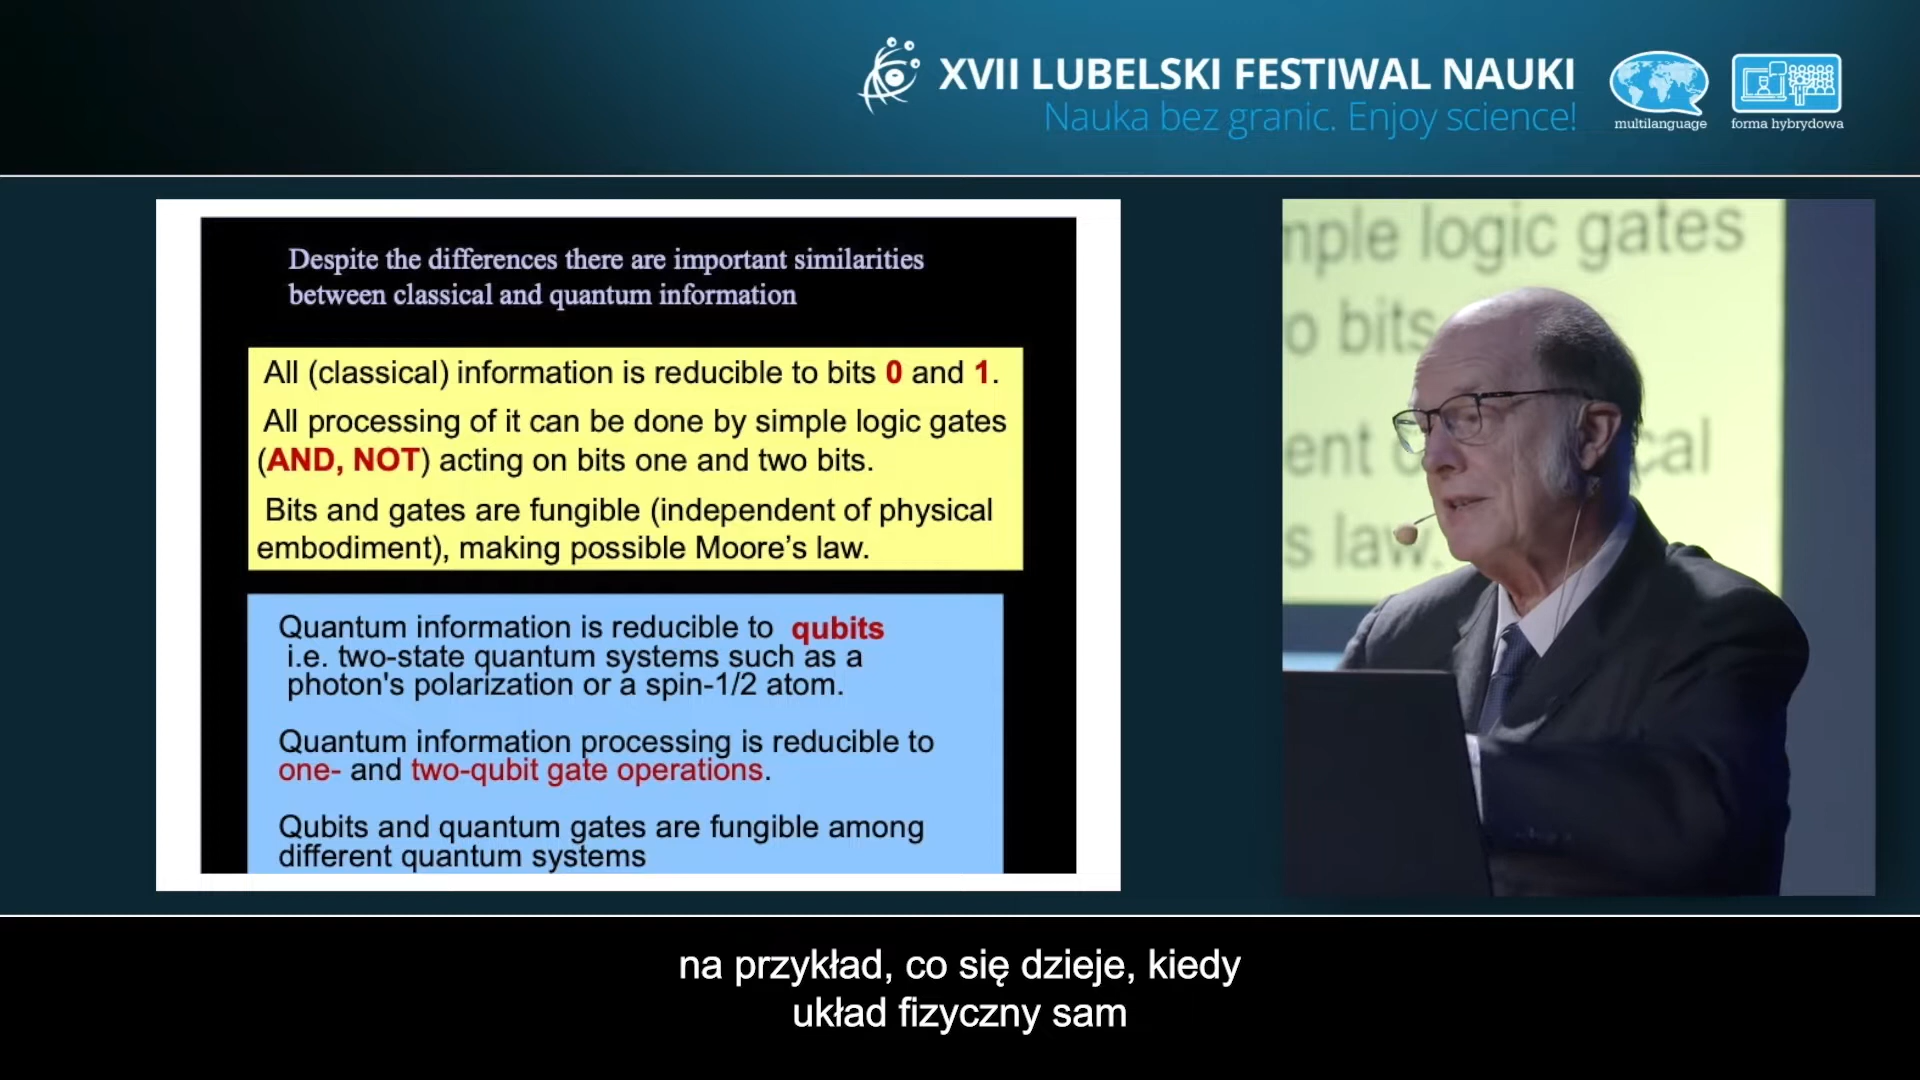 XVII LUBELSKI FESTIWAL NAUKI
Nauka bez granic. Enjoy science!
multilanguage
forma hybrydowa
Despite the differences there are important similarities
between classical and quantum information
All (classical) information is reducible to bits 0 and 1.
All processing of it can be done by simple logic gates
(AND, NOT) acting on bits one and two bits.
Bits and gates are fungible (independent of physical
embodiment), making possible Moore's law.
Quantum information is reducible to qubits
i.e. two-state quantum systems such as a
photon's polarization or a spin-1/2 atom.
Quantum information processing is reducible to
one- and two-qubit gate operations.
Qubits and quantum gates are fungible among
different quantum systems
mple logic gates
o bits
ent cal
s law.
na przykład, co się dzieje, kiedy
układ fizyczny sam